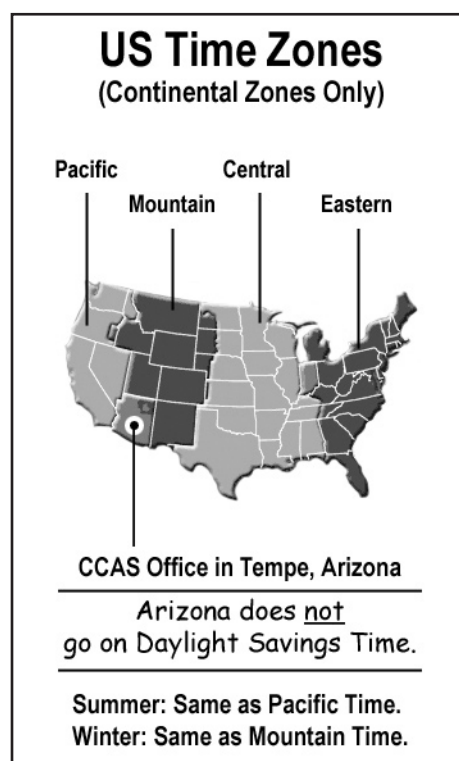 US Time Zones
(Continental Zones Only)
Pacific
Central
Mountain
Eastern
CCAS Office in Tempe, Arizona
Arizona does not
go on Daylight Savings Time.
Summer: Same as Pacific Time.
Winter: Same as Mountain Time.